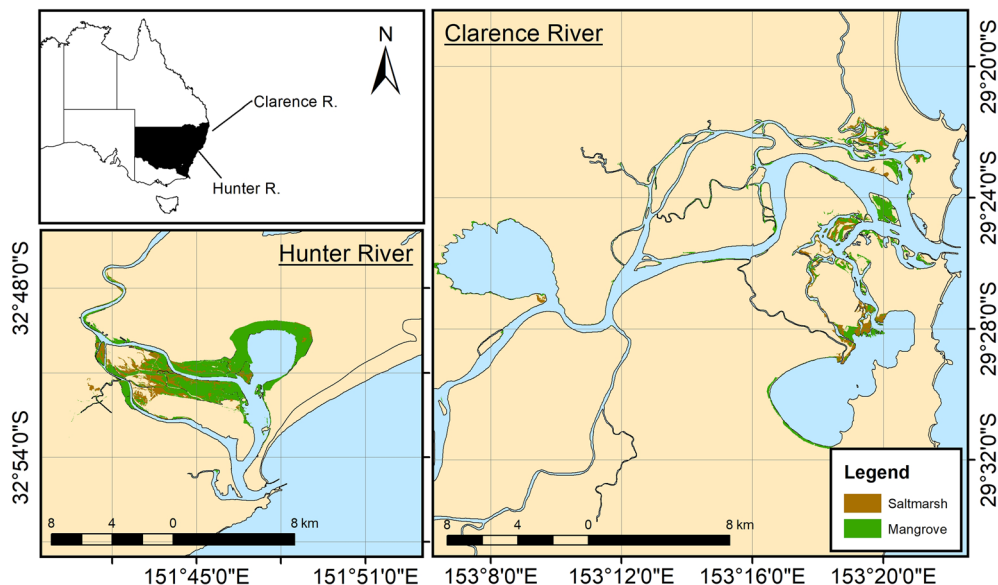 N
Clarence R.
Hunter R.
Clarence River
Hunter River
32°48'0"S
32°54'0"S
8 4 0 8 km
151°45'0"E 151°51'0"E
29°20'0"S
29°24'0"S
29°28'0"S
29°32'0"S
Legend
Saltmarsh
Mangrove
8 4 0 8 km
153°8'0"E 153°12'0"E 153°16'0"E 153°20'0"E